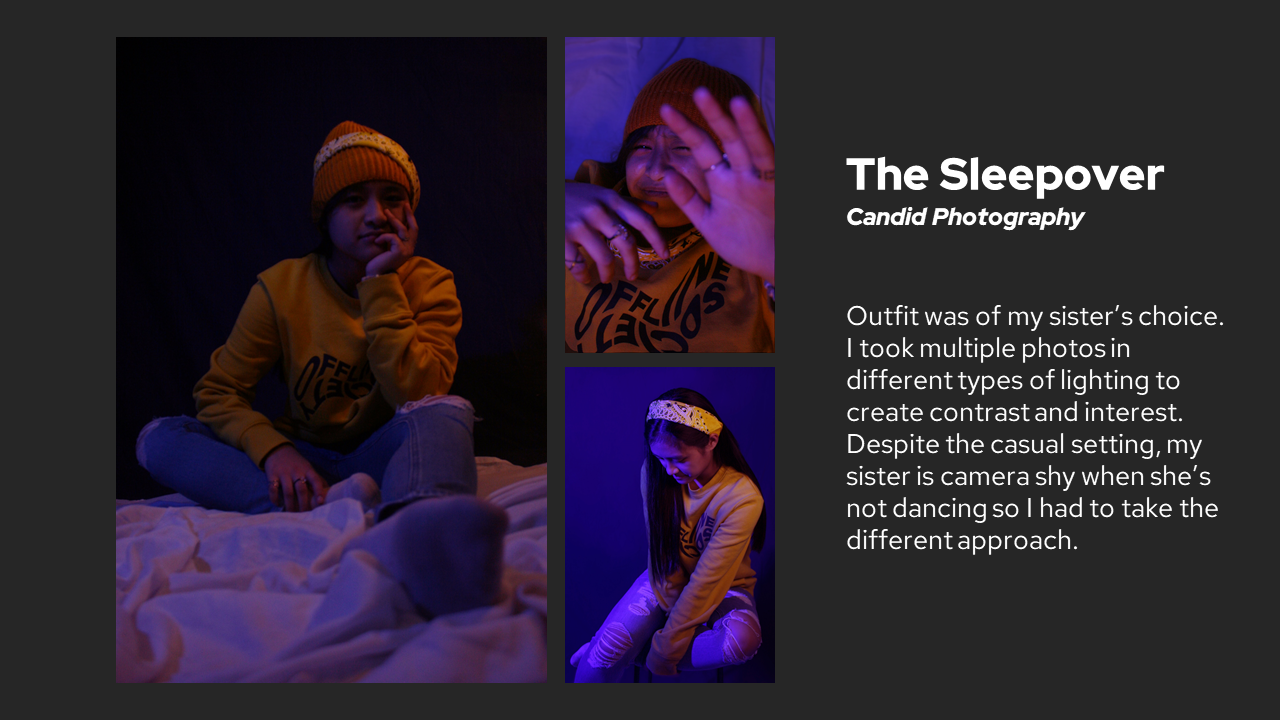 The Sleepover
Candid Photography
Outfit was of my sister’s choice.
I took multiple photos in
different types of lighting to
create contrast and interest.
Despite the casual setting, my
sister is camera shy when she’s
not dancing so I had to take the
different approach.
OFFLINE
SOCIETY